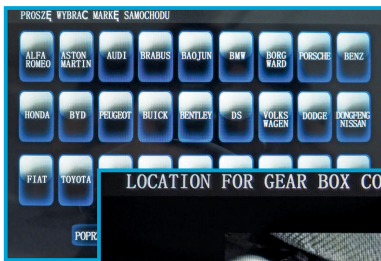 PROSZĘ WYBRAĆ MARKĘ SAMOCHODU
ALFA ROMEO
ASTON MARTIN
AUDI
BRABUS
BAOJUN
BMW
BORG WARD
PORSCHE
BENZ
HONDA
BYD
PEUGEOT
BUICK
BENTLEY
DS
VOLKS WAGEN
DODGE
DONGFENG NISSAN
FIAT
TOYOTA
LOCATION FOR GEAR BOX CO
POPR